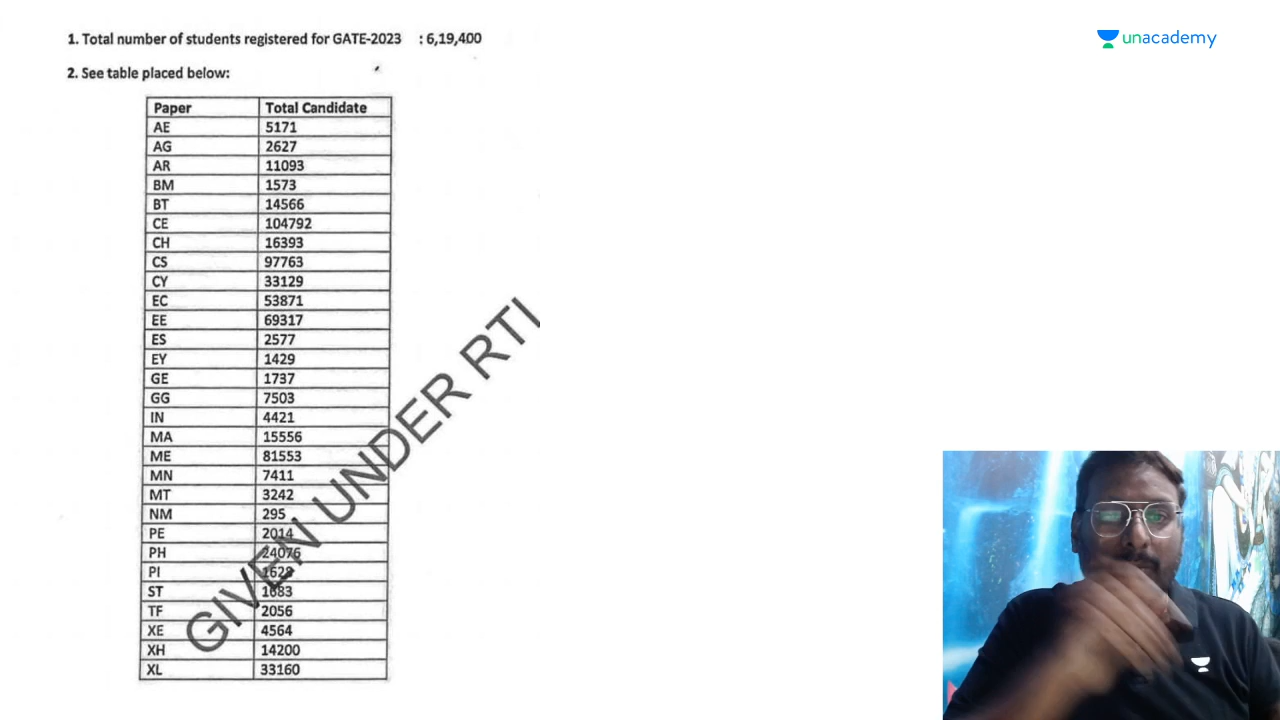 unacademy
1. Total number of students registered for GATE-2023 : 6,19,400
2. See table placed below:
Paper Total Candidate
AE 5171
AG 2627
AR 11093
BM 1573
BT 14566
CE 104792
CH 16393
CS 97763
CY 33129
EC 53871
EE 69317
ES 2577
EY 1429
GE 1737
GG 7503
IN 4421
MA 15556
ME 81553
MN 7411
MT 3242
NM 295
PE 2014
PH 24076
PI 1628
ST 1683
TF 2056
XE 4564
XH 14200
XL 33160
GIVEN UNDER RTI